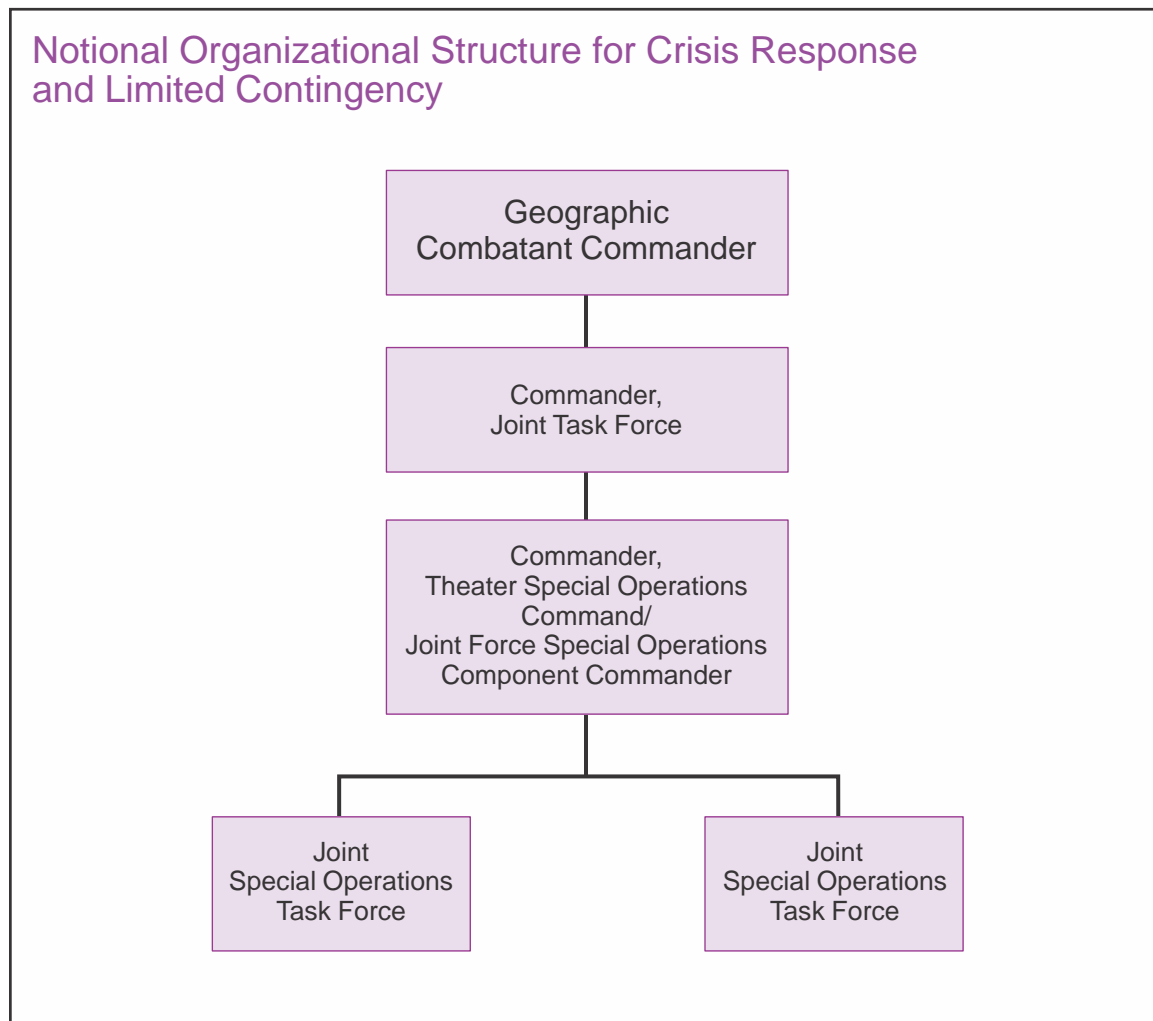 Notional Organizational Structure for Crisis Response
and Limited Contingency
Geographic
Combatant Commander
Commander,
Joint Task Force
Commander,
Theater Special Operations
Command/
Joint Force Special Operations
Component Commander
Joint
Special Operations
Task Force
Joint
Special Operations
Task Force